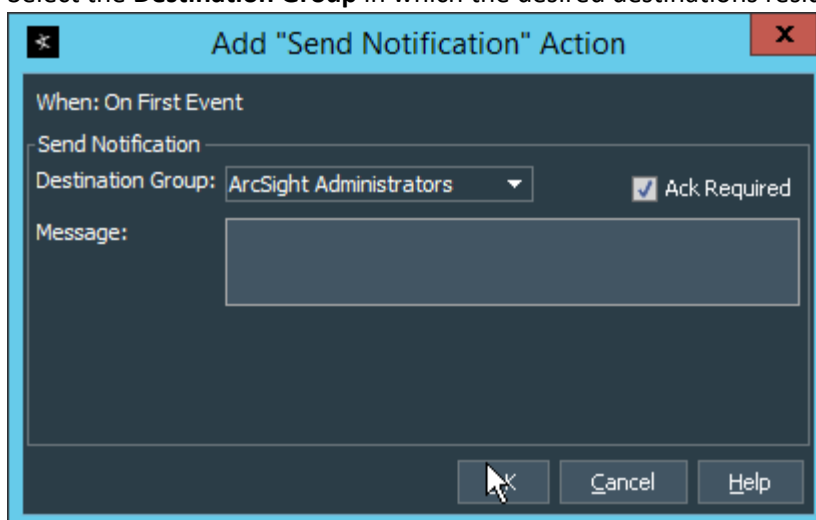 Select the Destination Group in which the desired destinations
Add "Send Notification" Action
When: On First Event
Send Notification
Destination Group: ArcSight Administrators
Ack Required
Message:
Cancel Help